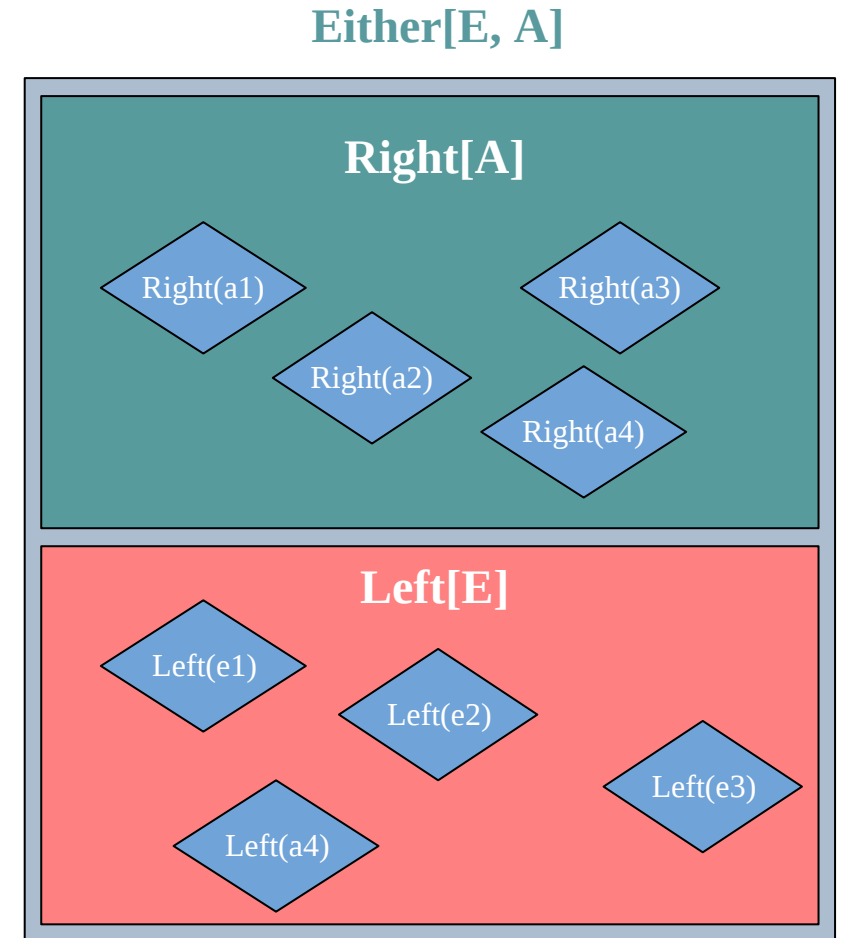 Either[E, A]
Right[A]
Right(a1)
Right(a3)
Right(a2)
Right(a4)
Left[E]
Left(e1)
Left(e2)
Left(e3)
Left(a4)